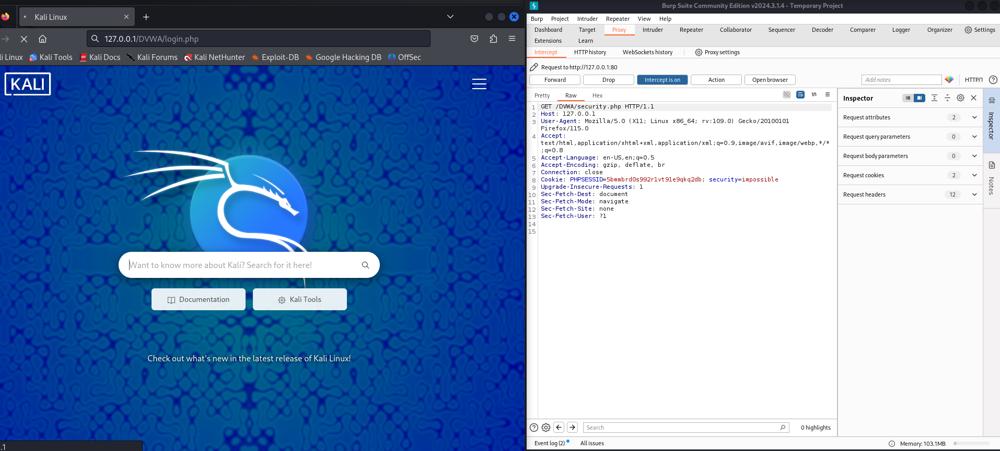 Kali Linux
127.0.0.1/DVWA/login.php
li Linux Kali Tools Kali Docs Kali Forums Kali NetHunter Exploit-DB Google Hacking DB OffSec
KALI
Want to know more about Kali? Search for it here!
Documentation Kali Tools
Check out what's new in the latest release of Kali Linux!
.1
Burp Suite Community Edition v2024.3.1.4 - Temporary Project
Burp Project Intruder Repeater View Help
Dashboard Target Proxy Intruder Repeater Collaborator Sequencer Decoder Comparer Logger Organizer Settings
Extensions Learn
Intercept HTTP history WebSockets history Proxy settings
Request to http://127.0.0.1:80
Forward Drop Intercept is on Action Open browser Add notes HTTP/1
Pretty Raw Hex \n
1 GET /DVWA/security.php HTTP/1.1
2 Host: 127.0.0.1
3 User-Agent: Mozilla/5.0 (X11; Linux x86_64; rv:109.0) Gecko/20100101
Firefox/115.0
4 Accept:
text/html,application/xhtml+xml,application/xml;q=0.9,image/avif,image/webp,*/*
;q=0.8
5 Accept-Language: en-US,en;q=0.5
6 Accept-Encoding: gzip, deflate, br
7 Connection: close
8 Cookie: PHPSESSID=5bmmbrd0s992r1vt91e9qkq2db; security=impossible
9 Upgrade-Insecure-Requests: 1
10 Sec-Fetch-Dest: document
11 Sec-Fetch-Mode: navigate
12 Sec-Fetch-Site: none
13 Sec-Fetch-User: ?1
14
15
Inspector
Request attributes 2
Request query parameters 0
Request body parameters 0
Request cookies 2
Request headers 12
Inspector
Notes
Search 0 highlights
Event log (2) All issues Memory: 103.1MB